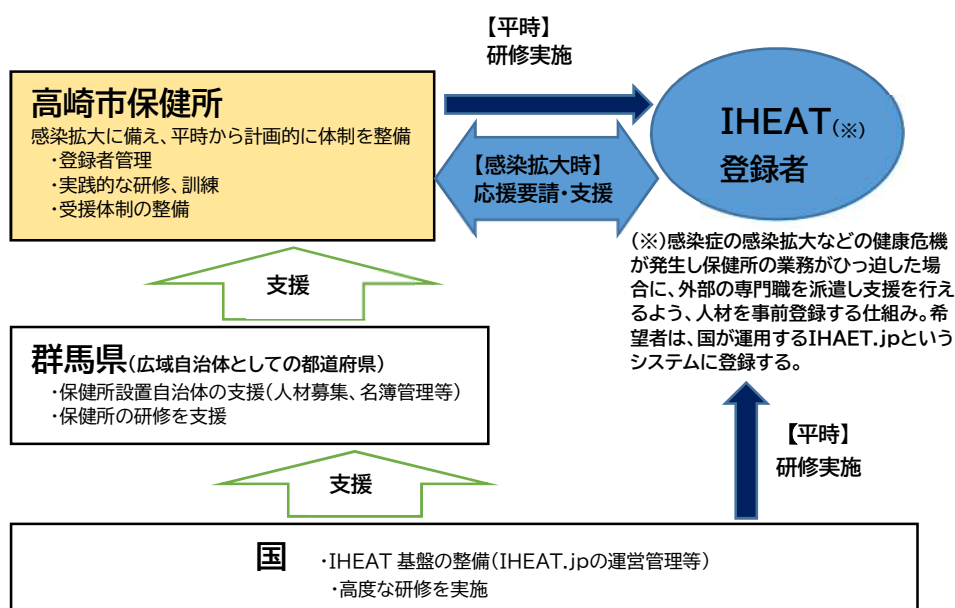 【平時】
研修実施
高崎市保健所
感染拡大に備え、平時から計画的に体制を整備
・登録者管理
・実践的な研修、訓練
・受援体制の整備
【感染拡大時】
応援要請・支援
IHEAT(※)
登録者
(※)感染症の感染拡大などの健康危機
が発生し保健所の業務がひっ迫した場
合に、外部の専門職を派遣し支援を行え
るよう、人材を事前登録する仕組み。希
望者は、国が運用するIHAET.jpという
システムに登録する。
支援
群馬県(広域自治体としての都道府県)
・保健所設置自治体の支援(人材募集、名簿管理等)
・保健所の研修を支援
【平時】
研修実施
支援
国 ・IHEAT 基盤の整備(IHEAT.jpの運営管理等)
・高度な研修を実施